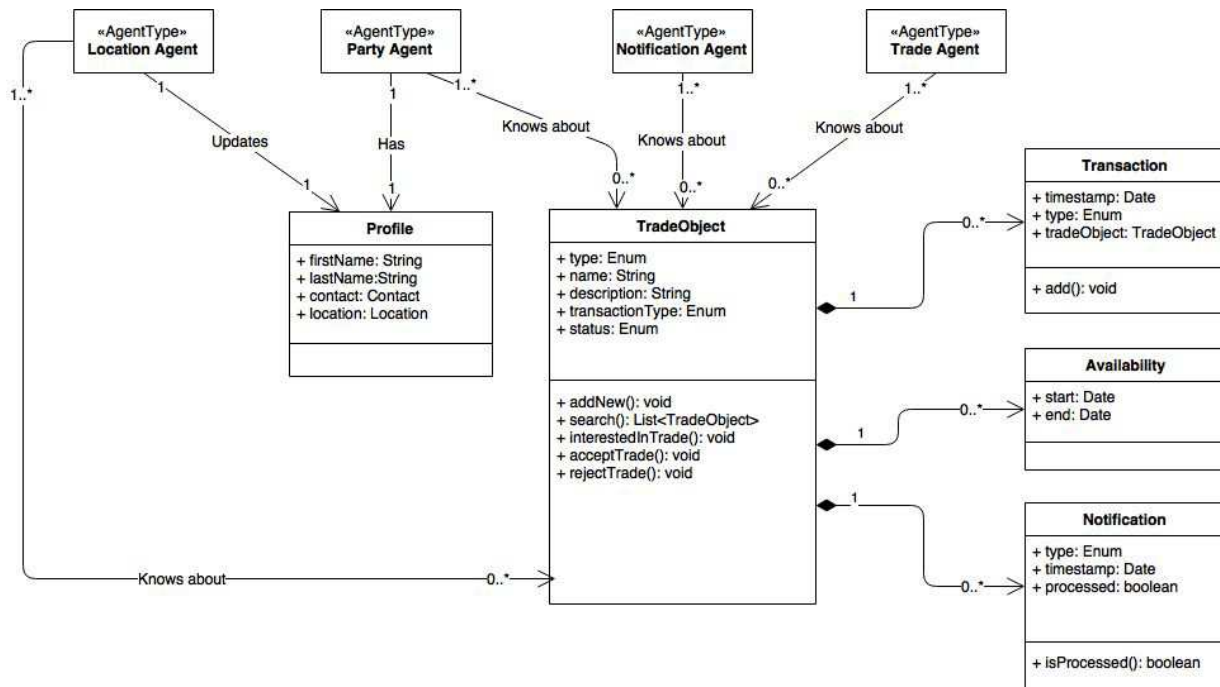 «AgentType»
Location Agent
«AgentType»
Party Agent
«AgentType»
Notification Agent
«AgentType»
Trade Agent
1..*
1
1
1..*
1..*
1..*
Updates
Has
Knows about
Knows about
Knows about
1
1
0..*
0..*
0..*
Profile
+ firstName: String
+ lastName:String
+ contact: Contact
+ location: Location
TradeObject
+ type: Enum
+ name: String
+ description: String
+ transactionType: Enum
+ status: Enum
+ addNew(): void
+ search(): List<TradeObject>
+ interestedInTrade(): void
+ acceptTrade(): void
+ rejectTrade(): void
1
0..*
1
0..*
1
0..*
Knows about
0..*
Transaction
+ timestamp: Date
+ type: Enum
+ tradeObject: TradeObject
+ add(): void
Availability
+ start: Date
+ end: Date
Notification
+ type: Enum
+ timestamp: Date
+ processed: boolean
+ isProcessed(): boolean